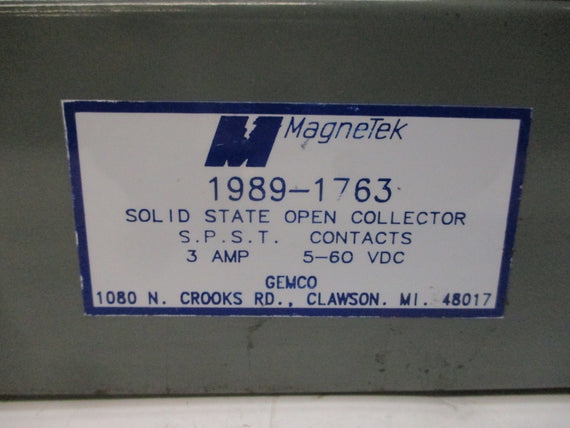 MagneTek
1989-1763
SOLID STATE OPEN COLLECTOR
S.P.S.T. CONTACTS
3 AMP 5-60 VDC
GEMCO
1080 N. CROOKS RD., CLAWSON. MI. 48017